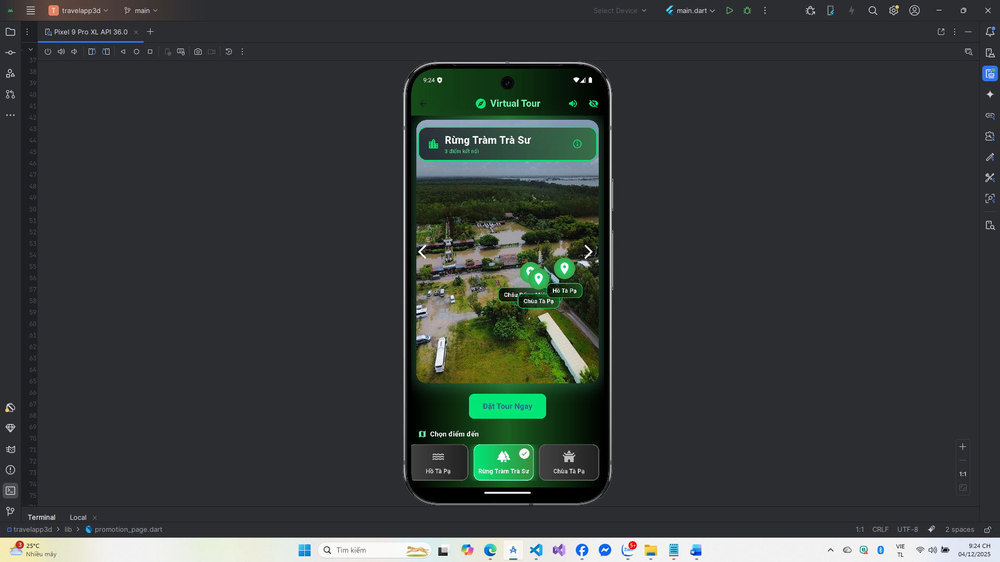 T travelapp3d
main
Select Device
main.dart
Pixel 9 Pro XL API 36.0
37
38
39
40
41
42
43
44
45
46
47
48
49
50
51
52
53
54
55
56
57
58
59
60
61
62
63
64
65
66
67
68
69
70
71
72
73
74
75
9:24
Virtual Tour
Rừng Tràm Trà Sư
3 điểm kết nối
Hồ Tà Pạ
Châu
Chùa Tà Pạ
Đặt Tour Ngay
Chọn điểm đến
Hồ Tà Pạ
Rừng Tràm Trà Sư
Chùa Tà Pạ
1:1
Terminal
Local
travelapp3d > lib > promotion_page.dart
1:1
CRLF
UTF-8
2 spaces
3
25°C
Nhiều mây
Tìm kiếm
Zalo
5+
VIE
TL
9:24 CH
04/12/2025